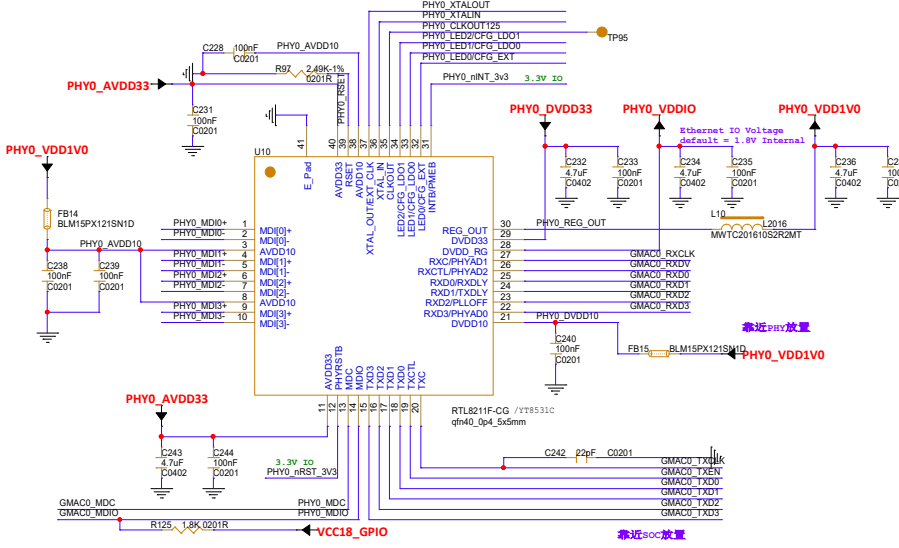 PHY0_XTALOUT
PHY0_XTALIN
PHY0_CLKOUT125
PHY0_LED2/CFG_LDO1
PHY0_LED1/CFG_LDO0
PHY0_LED0/CFG_EXT
PHY0_nINT_3v3
3.3V IO
TP95
C228
100nF
C0201
PHY0_AVDD10
R97
2.49K-1%
0201R
PHY0_RSET
PHY0_AVDD33
C231
100nF
C0201
PHY0_DVDD33
PHY0_VDDIO
PHY0_VDD1V0
Ethernet IO Voltage
default = 1.8V Internal
C232
4.7uF
C0402
C233
100nF
C0201
C234
4.7uF
C0402
C235
100nF
C0201
C236
4.7uF
C0402
PHY0_VDD1V0
FB14
BLM15PX121SN1D
PHY0_AVDD10
C238
100nF
C0201
C239
100nF
C0201
U10
41
40
39
38
37
36
35
34
33
32
31
E_Pad
AVDD33
RSET
AVDD10
XTAL_OUT/EXT_CLK
XTAL_IN
CLKOUT
LED2/CFG_LDO1
LED1/CFG_LDO0
LED0/CFG_EXT
INTB/PMEB
PHY0_MDI0+ 1 MDI[0]+
PHY0_MDI0- 2 MDI[0]-
3 AVDD10
PHY0_MDI1+ 4 MDI[1]+
PHY0_MDI1- 5 MDI[1]-
PHY0_MDI2+ 6 MDI[2]+
PHY0_MDI2- 7 MDI[2]-
8 AVDD10
PHY0_MDI3+ 9 MDI[3]+
PHY0_MDI3- 10 MDI[3]-
REG_OUT 30 PHY0_REG_OUT
DVDD33 29
DVDD_RG 28
RXC/PHYAD1 27 GMAC0_RXCLK
RXCTL/PHYAD2 26 GMAC0_RXDV
RXD0/RXDLY 25 GMAC0_RXD0
RXD1/TXDLY 24 GMAC0_RXD1
RXD2/PLLOFF 23 GMAC0_RXD2
RXD3/PHYAD0 22 GMAC0_RXD3
DVDD10 21 PHY0_DVDD10
L10
L2016
MWTC201610S2R2MT
靠近PHY放置
C240
100nF
C0201
FB15
BLM15PX121SN1D
PHY0_VDD1V0
AVDD33
PHYRSTB
MDC
MDIO
TXD3
TXD2
TXD1
TXD0
TXCTL
TXC
11
12
13
14
15
16
17
18
19
20
RTL8211F-CG /YT8531C
qfn40_0p4_5x5mm
PHY0_AVDD33
C243
4.7uF
C0402
C244
100nF
C0201
3.3V IO
PHY0_nRST_3V3
C242
22pF
C0201
GMAC0_TXCLK
GMAC0_TXEN
GMAC0_TXD0
GMAC0_TXD1
GMAC0_TXD2
GMAC0_TXD3
GMAC0_MDC
PHY0_MDC
GMAC0_MDIO
PHY0_MDIO
R125
1.8K
0201R
VCC18_GPIO
靠近SOC放置